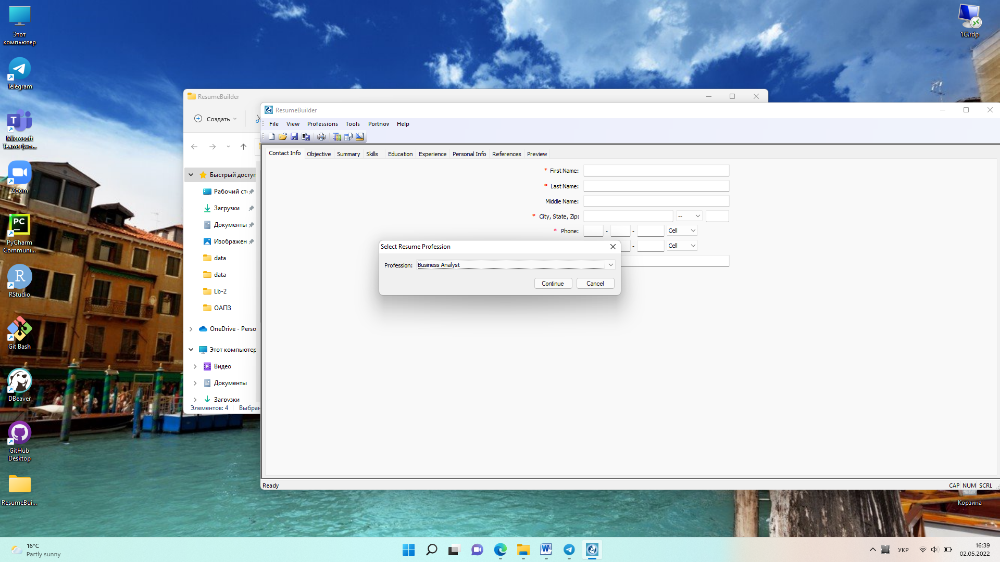 Этот
компьютер
Telegram
Microsoft
Teams (wo...
Zoom
PyCharm
Communi...
RStudio
Git Bash
DBeaver
GitHub
Desktop
ResumeBui...
1C.rdp
Корзина
ResumeBuilder
Создать
Быстрый доступ
Рабочий сто
Загрузки
Документы
Изображен
data
data
Lb-2
ОАПЗ
OneDrive - Perso
Этот компьютер
Видео
Документы
Загрузки
Элементов: 4 Выбран
ResumeBuilder
File View Professions Tools Portnov Help
Contact Info Objective Summary Skills Education Experience Personal Info References Preview
* First Name:
* Last Name:
Middle Name:
* City, State, Zip: --
* Phone: - - Cell
- Cell
Select Resume Profession
Profession: Business Analyst
Continue Cancel
Ready CAP NUM SCRL
16°C
Partly sunny
УКР
16:39
02.05.2022